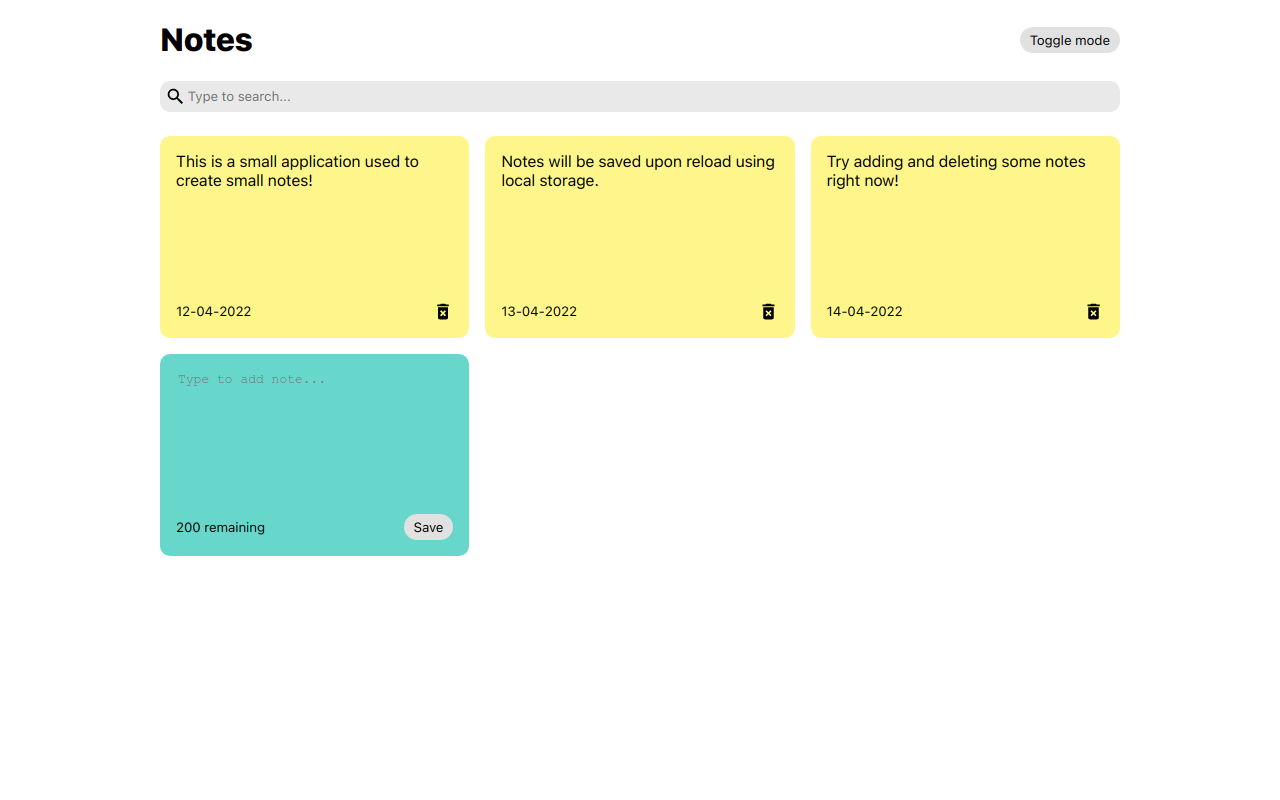 Notes
Toggle mode
Type to search...
This is a small application used to
create small notes!
12-04-2022
Notes will be saved upon reload using
local storage.
13-04-2022
Try adding and deleting some notes
right now!
14-04-2022
Type to add note...
200 remaining
Save